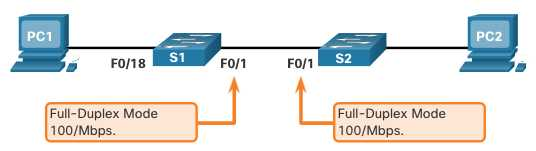 PC1
PC2
S1
S2
F0/18
F0/1
F0/1
Full-Duplex Mode
100/Mbps.
Full-Duplex Mode
100/Mbps.